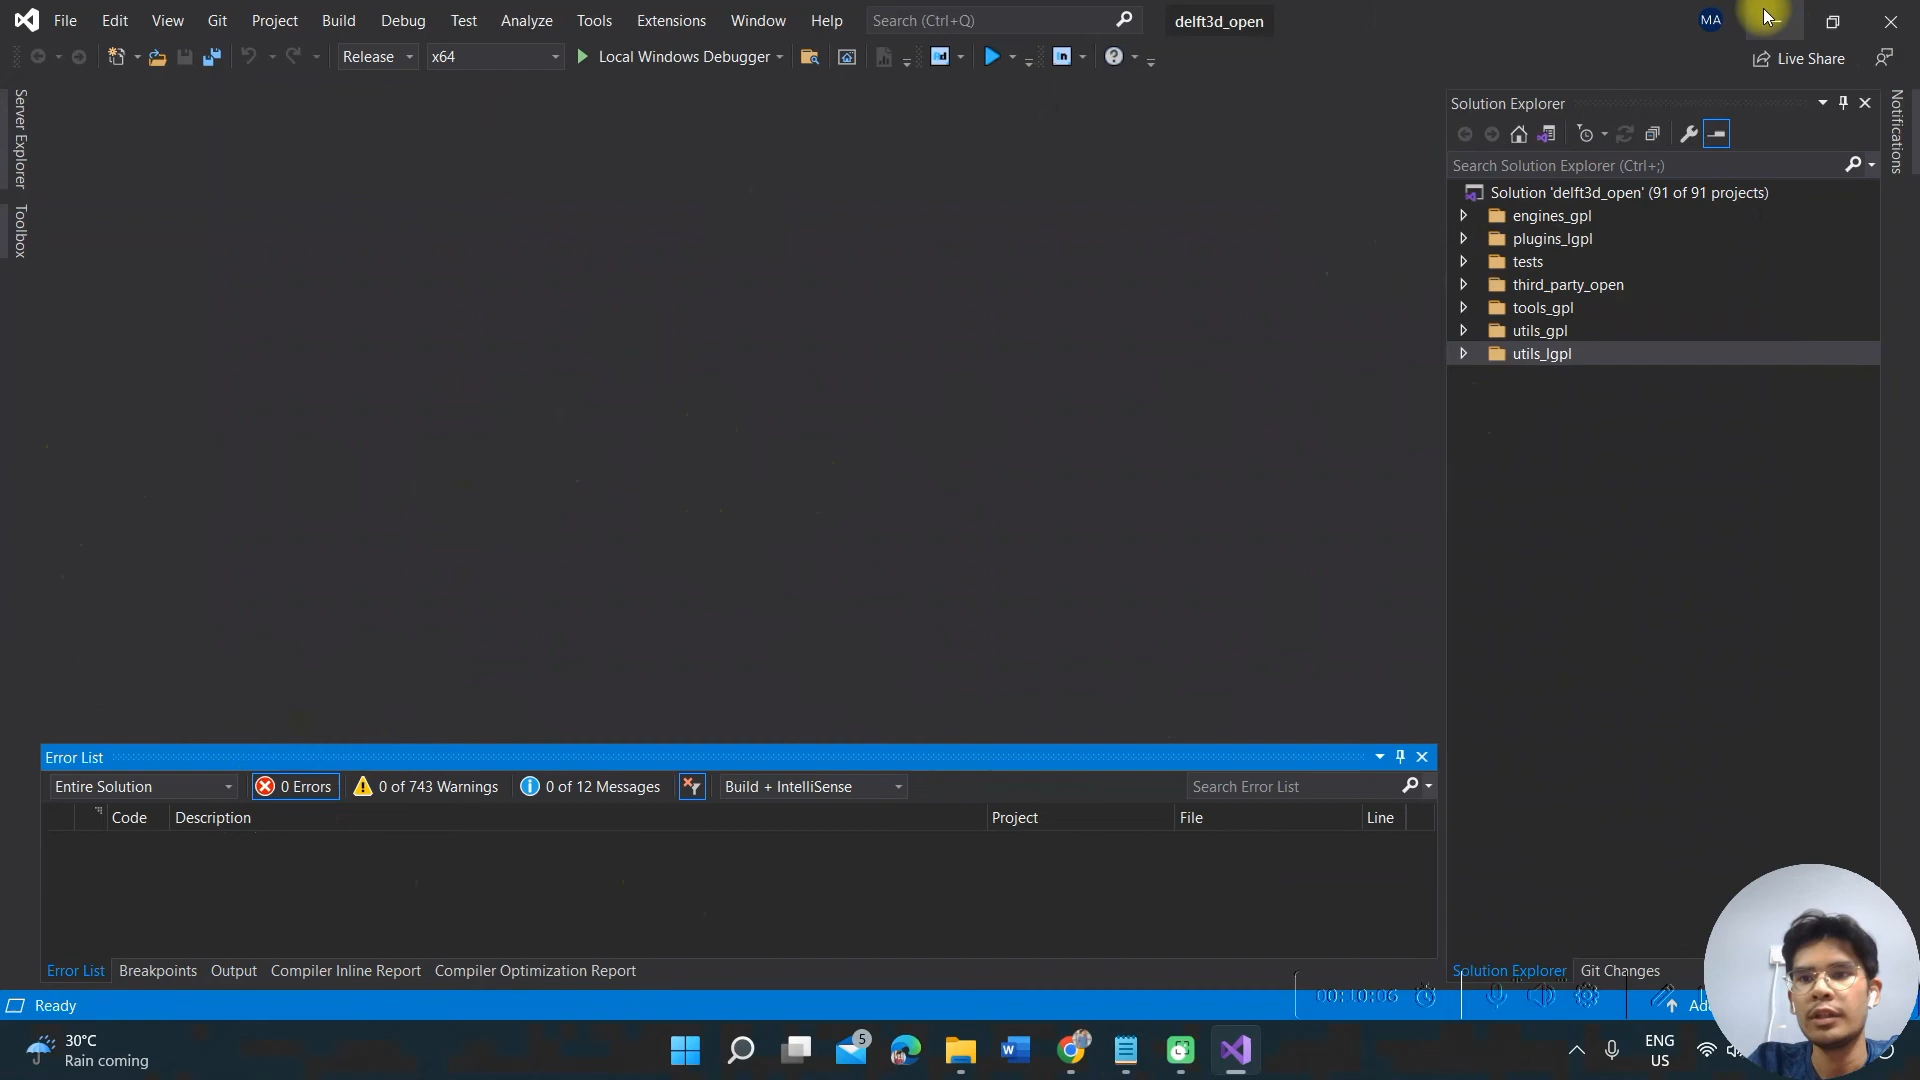 File Edit View Git Project Build Debug Test Analyze Tools Extensions Window Help Search (Ctrl+Q) delft3d_open MA
Release x64 Local Windows Debugger Live Share
Server Explorer
Toolbox
Solution Explorer
Search Solution Explorer (Ctrl+;)
Solution 'delft3d_open' (91 of 91 projects)
engines_gpl
plugins_lgpl
tests
third_party_open
tools_gpl
utils_gpl
utils_lgpl
Notifications
Error List
Entire Solution 0 Errors 0 of 743 Warnings 0 of 12 Messages Build + IntelliSense Search Error List
Code Description Project File Line
Error List Breakpoints Output Compiler Inline Report Compiler Optimization Report
Solution Explorer Git Changes
Ready 00:10:06
30°C
Rain coming
5
ENG
US